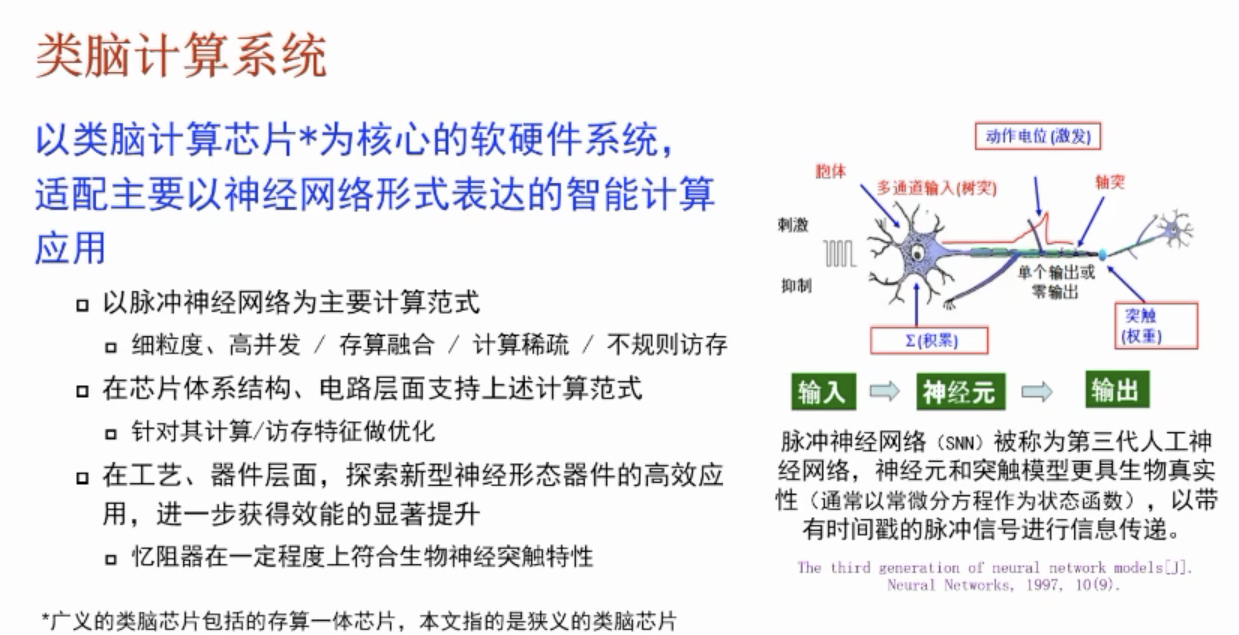 类脑计算系统
以类脑计算芯片*为核心的软硬件系统，
适配主要以神经网络形式表达的智能计算
应用
以脉冲神经网络为主要计算范式
细粒度、高并发 / 存算融合 / 计算稀疏 / 不规则访存
在芯片体系结构、电路层面支持上述计算范式
针对其计算/访存特征做优化
在工艺、器件层面，探索新型神经形态器件的高效应
用，进一步获得效能的显著提升
忆阻器在一定程度上符合生物神经突触特性
*广义的类脑芯片包括的存算一体芯片，本文指的是狭义的类脑芯片
动作电位(激发)
胞体
多通道输入(树突)
轴突
刺激
抑制
单个输出或
零输出
Σ(积累)
突触
(权重)
输入
神经元
输出
脉冲神经网络（SNN）被称为第三代人工神
经网络，神经元和突触模型更具生物真实
性（通常以常微分方程作为状态函数），以带
有时间戳的脉冲信号进行信息传递。
The third generation of neural network models[J].
Neural Networks, 1997, 10(9).